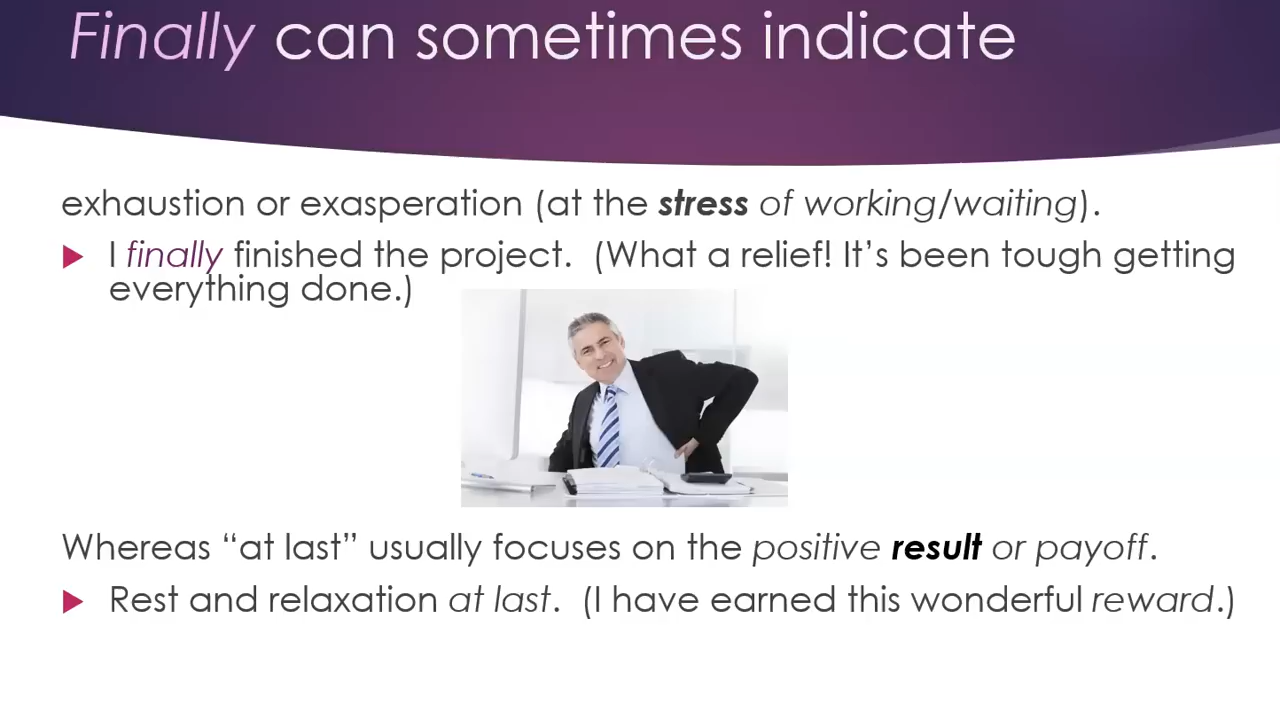 Finally can sometimes indicate
exhaustion or exasperation (at the stress of working/waiting).
I finally finished the project.  (What a relief! It’s been tough getting
everything done.)
Whereas “at last” usually focuses on the positive result or payoff.
Rest and relaxation at last.  (I have earned this wonderful reward.)